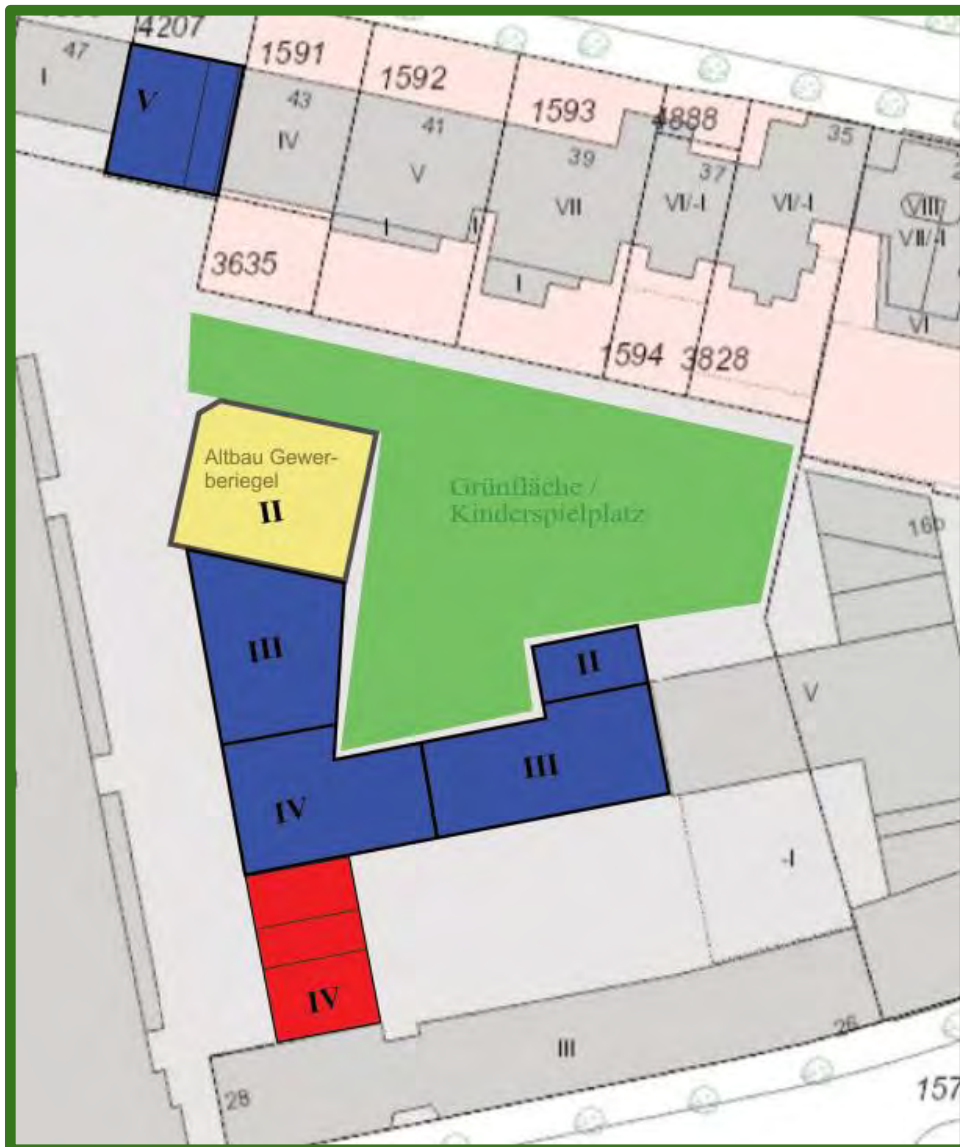 4207
1591
1592
1593
4888
47
43
41
39
37
35
I
V
IV
V
VII
VI/-I
VI/-I
VIII
VII/-I
I
I
I
VI
3635
1594
3828
Altbau Gewer-
beriegel
II
Grünfläche /
Kinderspielplatz
16b
III
II
V
III
IV
-I
IV
III
26
28
157